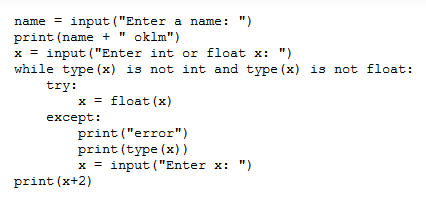 name = input("Enter a name: ")
print(name + " oklm")
x = input("Enter int or float x: ")
while type(x) is not int and type(x) is not float:
    try:
        x = float(x)
    except:
        print("error")
        print(type(x))
        x = input("Enter x: ")
print(x+2)